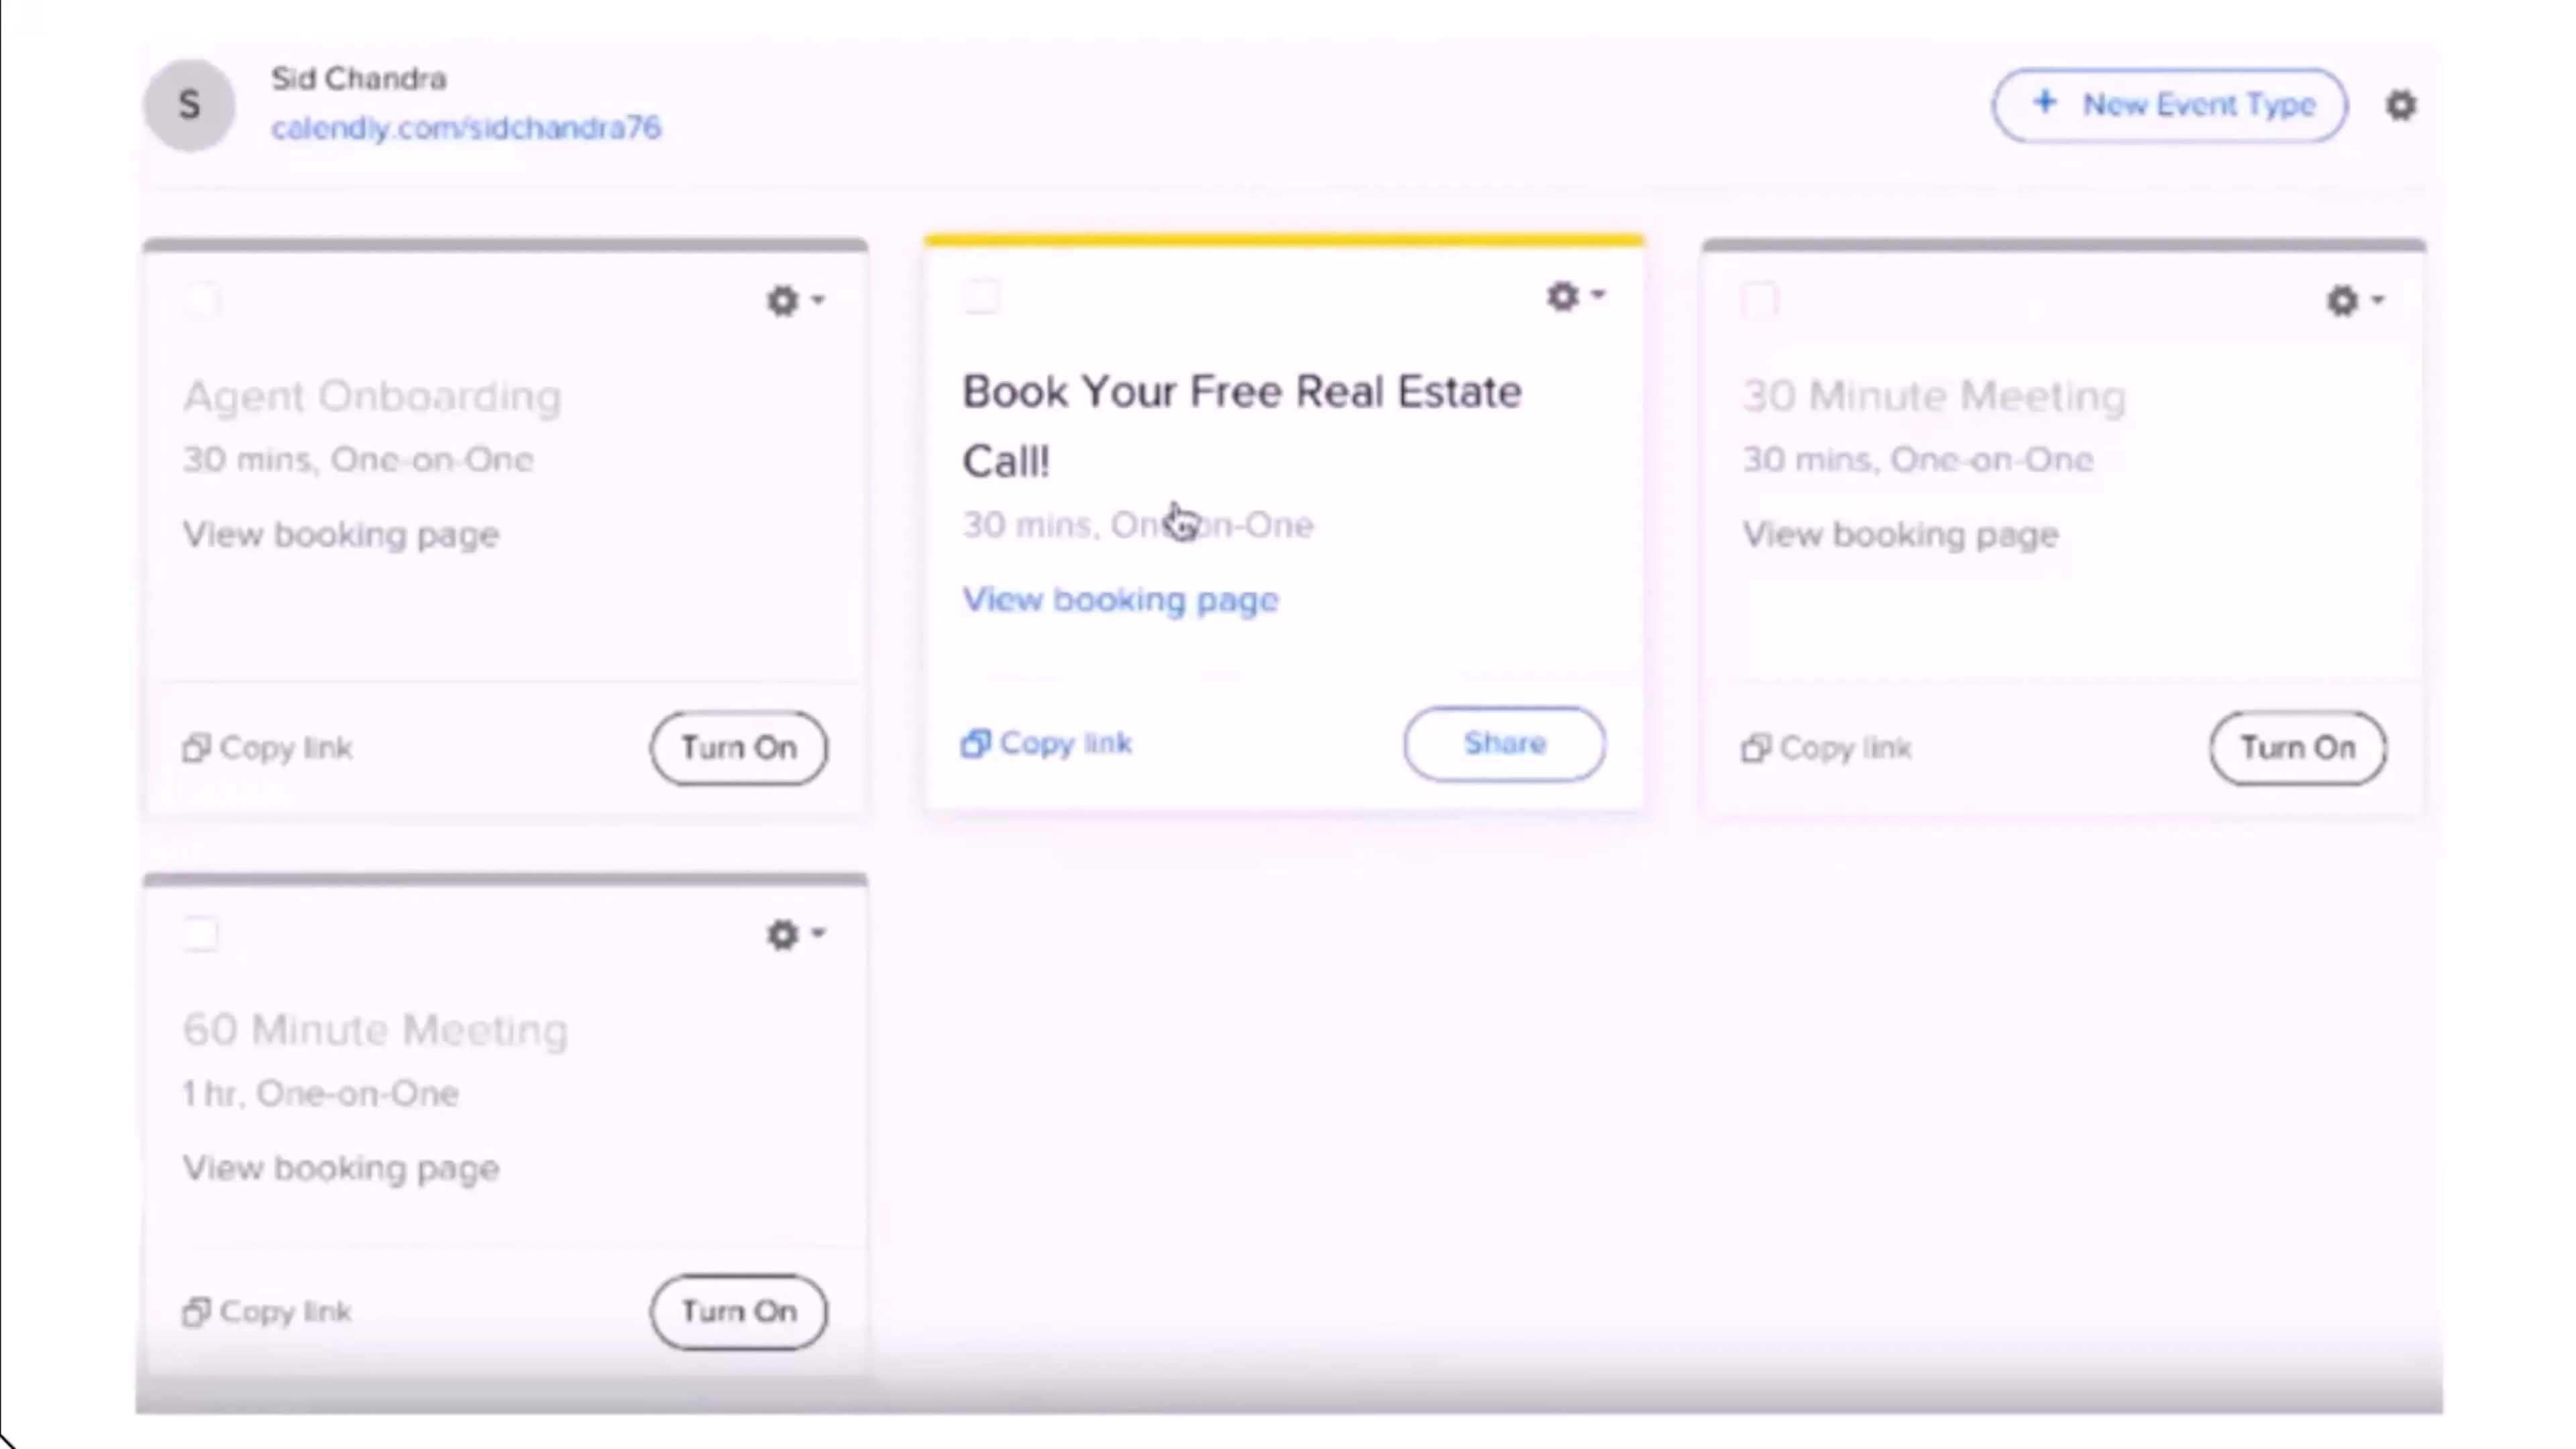 S
Sid Chandra
calendly.com/sidchandra76
+ New Event Type
Agent Onboarding
30 mins, One-on-One
View booking page
Copy link
Turn On
Book Your Free Real Estate
Call!
30 mins, One-on-One
View booking page
Copy link
Share
30 Minute Meeting
30 mins, One-on-One
View booking page
Copy link
Turn On
60 Minute Meeting
1 hr, One-on-One
View booking page
Copy link
Turn On